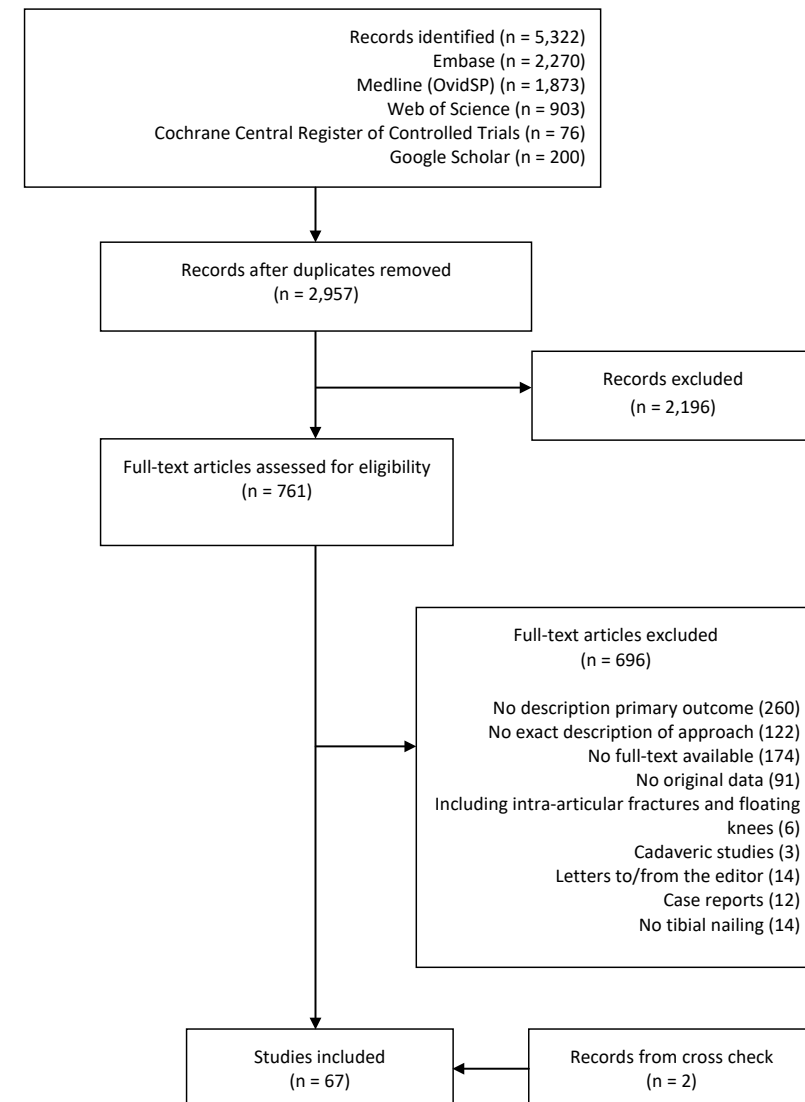 Records identified (n = 5,322)
Embase (n = 2,270)
Medline (OvidSP) (n = 1,873)
Web of Science (n = 903)
Cochrane Central Register of Controlled Trials (n = 76)
Google Scholar (n = 200)
Records after duplicates removed
(n = 2,957)
Records excluded
(n = 2,196)
Full-text articles assessed for eligibility
(n = 761)
Full-text articles excluded
(n = 696)
No description primary outcome (260)
No exact description of approach (122)
No full-text available (174)
No original data (91)
Including intra-articular fractures and floating
knees (6)
Cadaveric studies (3)
Letters to/from the editor (14)
Case reports (12)
No tibial nailing (14)
Studies included
(n = 67)
Records from cross check
(n = 2)